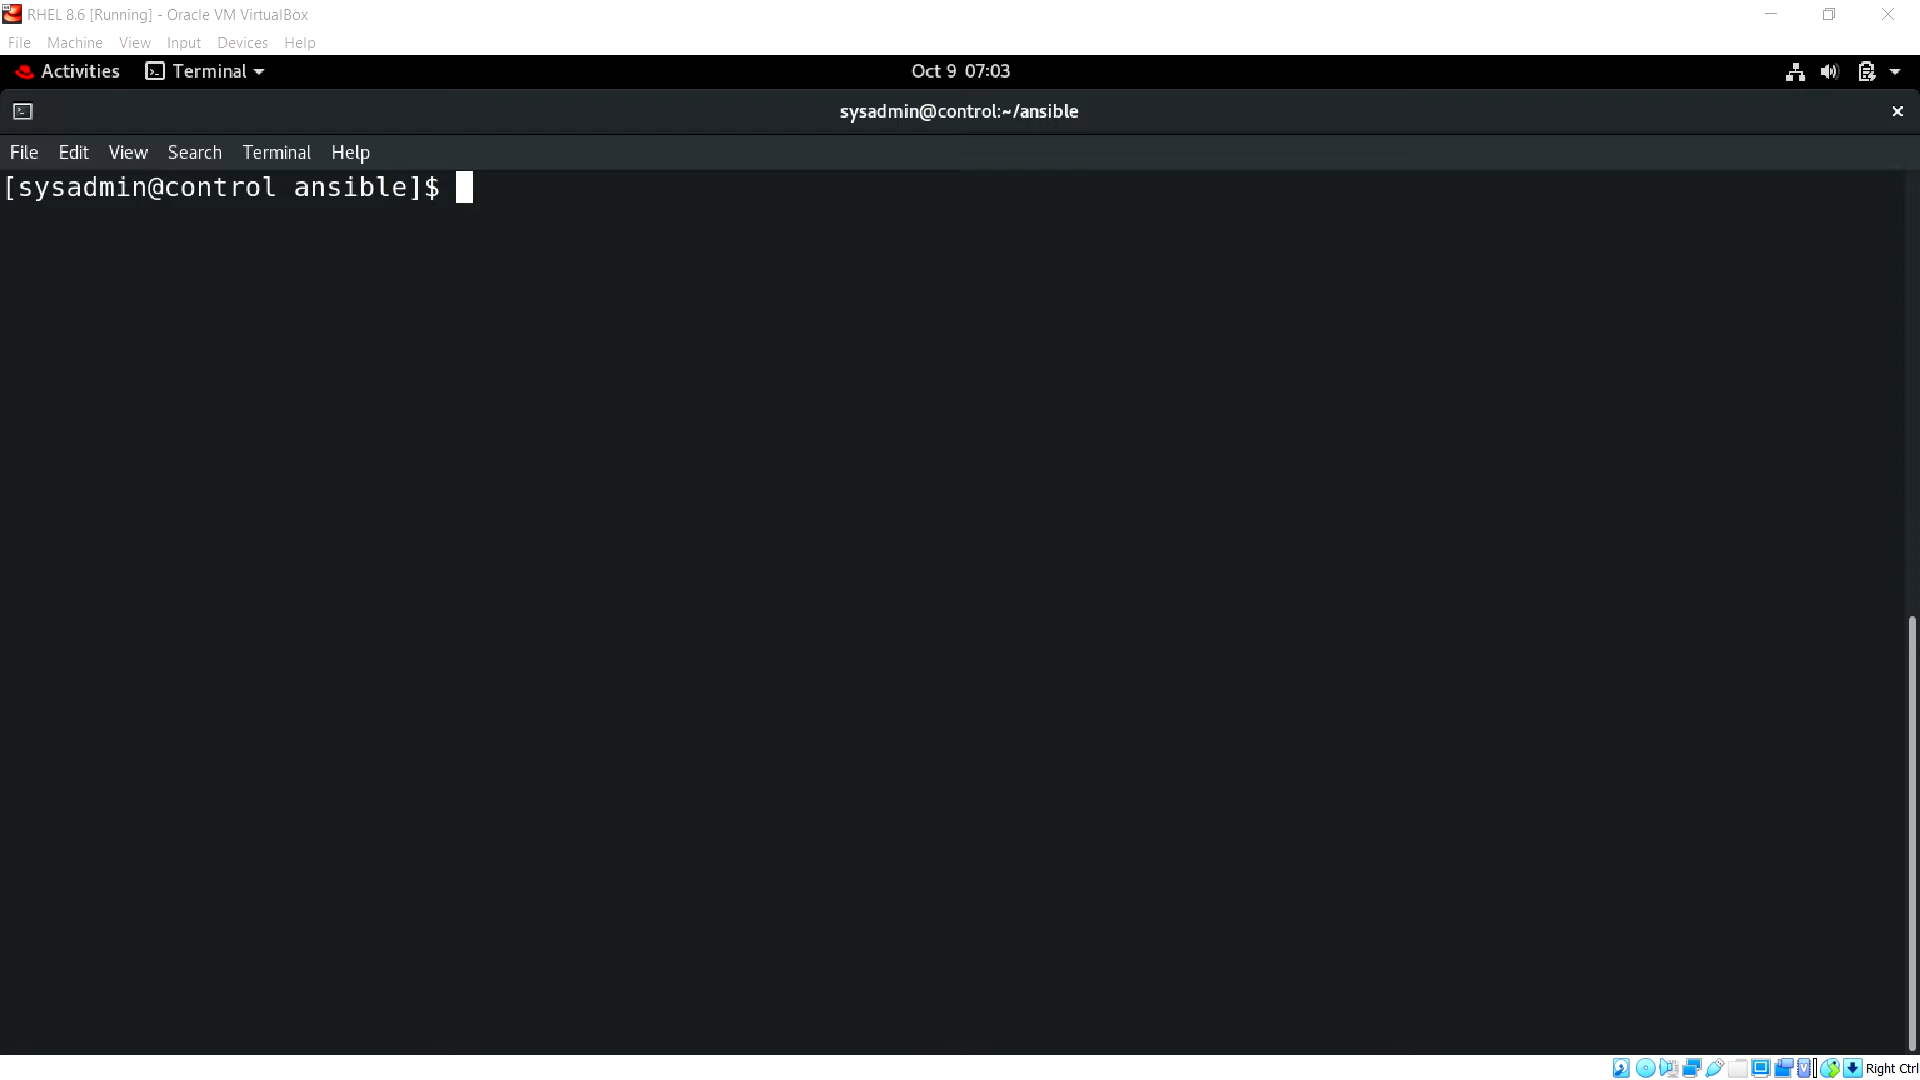 RHEL 8.6 [Running] - Oracle VM VirtualBox
File Machine View Input Devices Help
Activities Terminal Oct 9 07:03
sysadmin@control:~/ansible
File Edit View Search Terminal Help
[sysadmin@control ansible]$
Right Ctrl